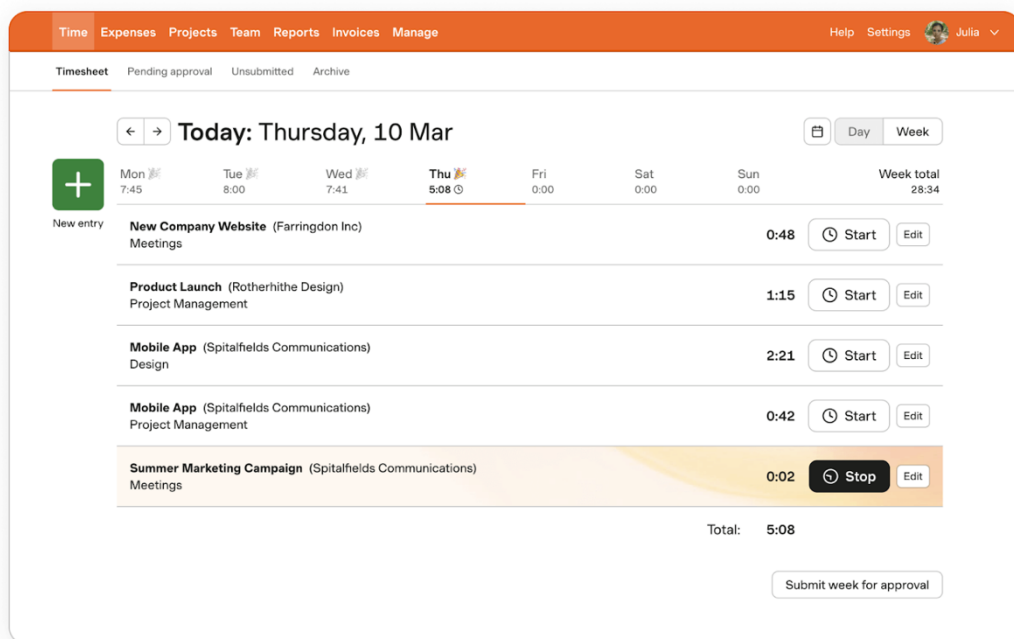 Time Expenses Projects Team Reports Invoices Manage Help Settings Julia
Timesheet Pending approval Unsubmitted Archive
Today: Thursday, 10 Mar Day Week
Mon Tue Wed Thu Fri Sat Sun Week total
7:45 8:00 7:41 5:08 0:00 0:00 0:00 28:34
New entry
New Company Website (Farringdon Inc)
Meetings
0:48 Start Edit
Product Launch (Rotherhithe Design)
Project Management
1:15 Start Edit
Mobile App (Spitalfields Communications)
Design
2:21 Start Edit
Mobile App (Spitalfields Communications)
Project Management
0:42 Start Edit
Summer Marketing Campaign (Spitalfields Communications)
Meetings
0:02 Stop Edit
Total: 5:08
Submit week for approval